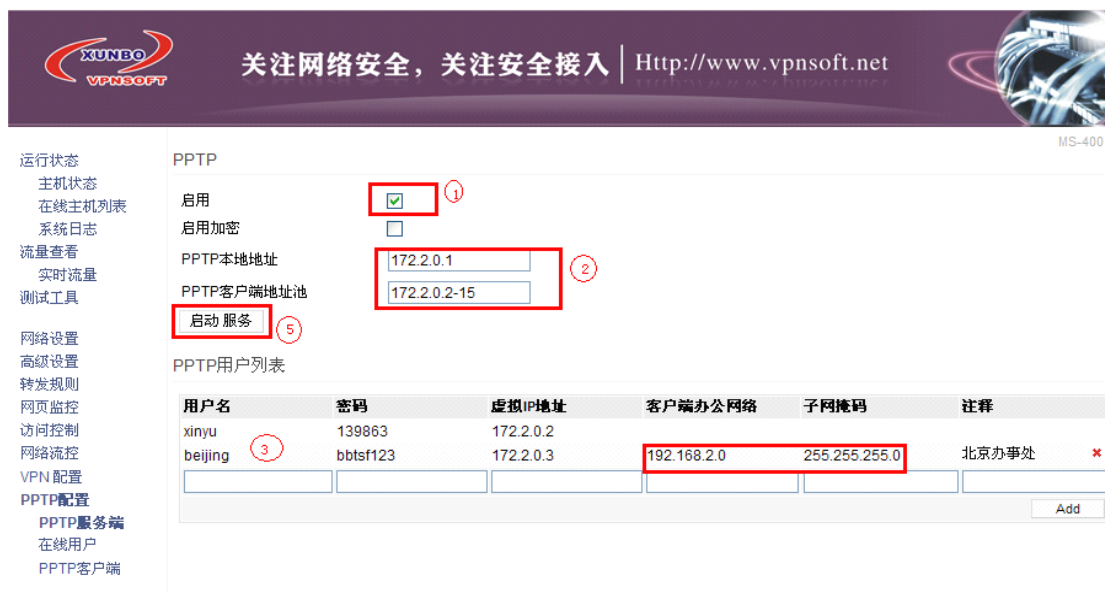 XUNBO
VPNSOFT
关注网络安全，关注安全接入 Http://www.vpnsoft.net
MS-400
运行状态
主机状态
在线主机列表
系统日志
流量查看
实时流量
测试工具
网络设置
高级设置
转发规则
网页监控
访问控制
网络流控
VPN 配置
PPTP配置
PPTP服务端
在线用户
PPTP客户端
PPTP
启用 1
启用加密
PPTP本地地址 172.2.0.1
2
PPTP客户端地址池 172.2.0.2-15
启动 服务 5
PPTP用户列表
用户名 密码 虚拟IP地址 客户端办公网络 子网掩码 注释
xinyu 139863 172.2.0.2
beijing 3 bbtsf123 172.2.0.3 192.168.2.0 255.255.255.0 北京办事处
Add